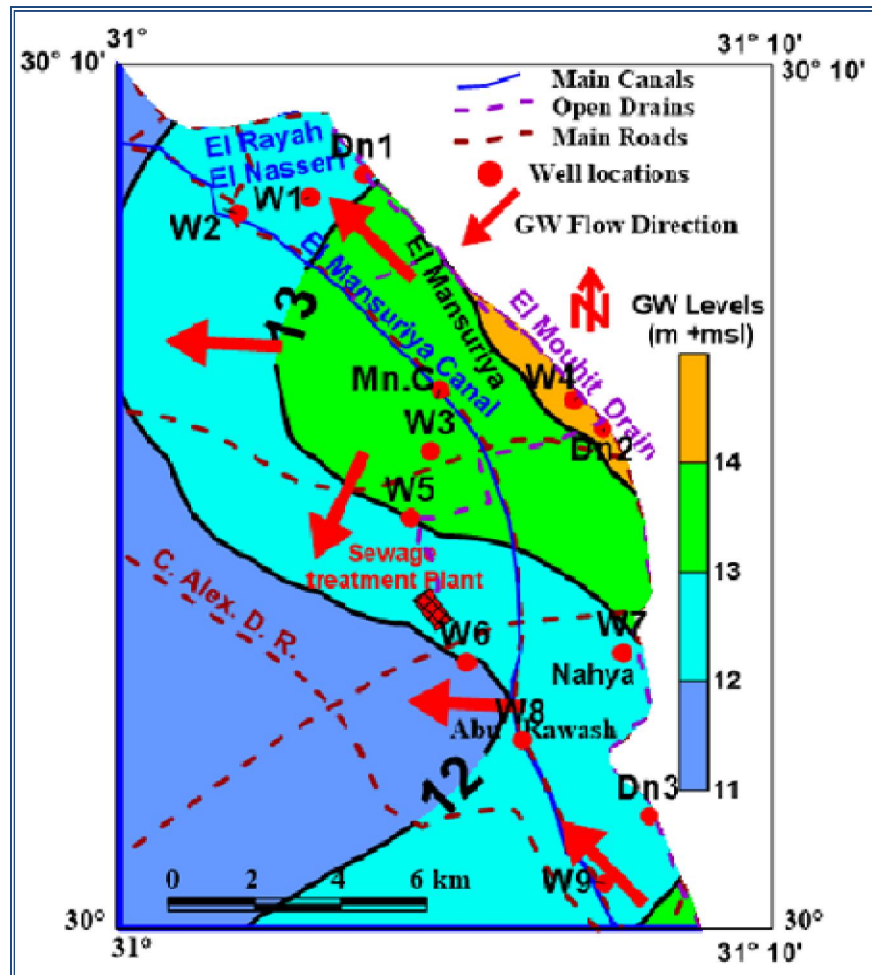 31°
31° 10'
30° 10'
30° 10'
Main Canals
Open Drains
Main Roads
Well locations
GW Flow Direction
N
GW Levels
(m +msl)
14
13
12
11
El Rayah
El Nasseri
Dn1
W1
W2
El Mansuriya Canal
El Mansuriya
El Mouhit Drain
13
Mn.C
W4
W3
Dn2
W5
Sewage
treatment Plant
C. Alex. D. R.
W6
W7
Nahya
W8
Abu Kawash
12
Dn3
W9
0 2 4 6 km
30°
30°
31°
31° 10'